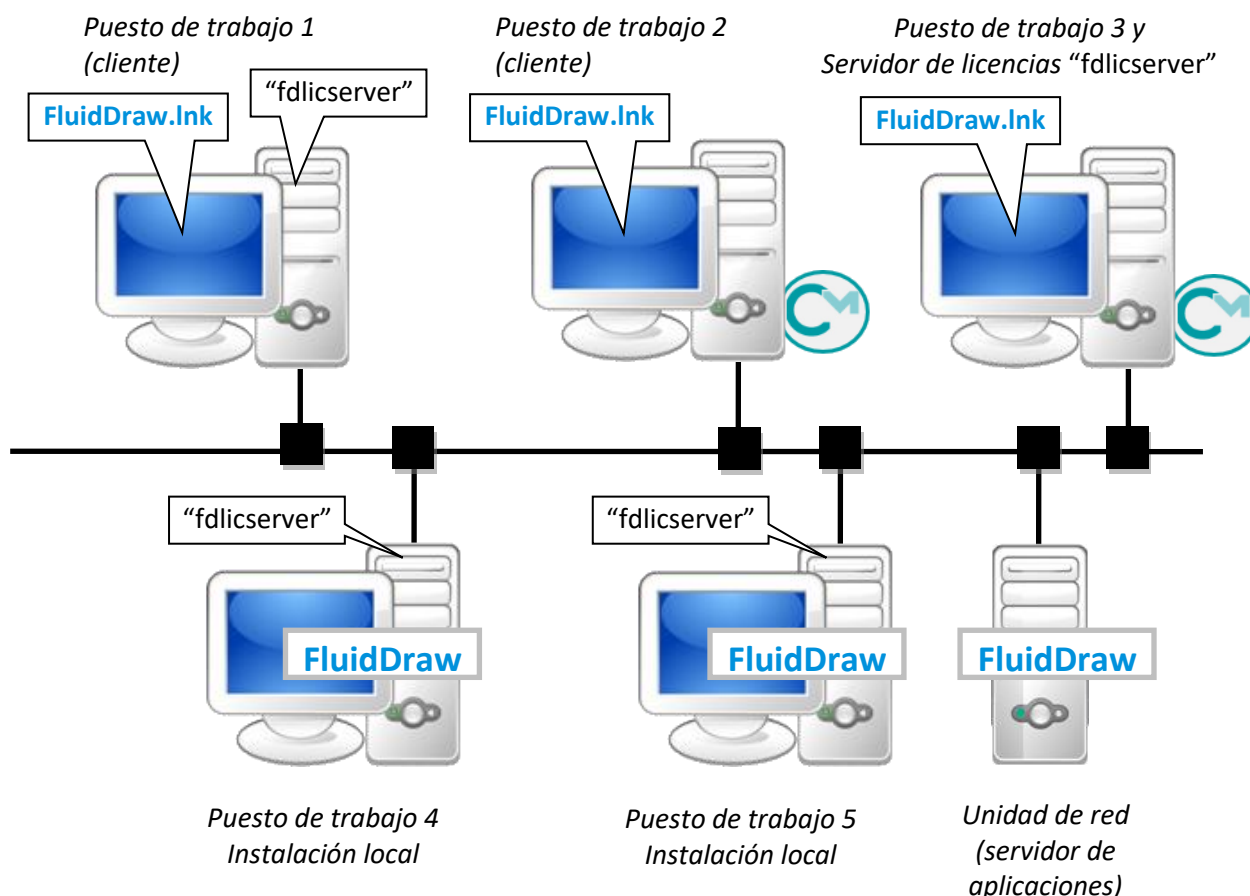 Puesto de trabajo 1
(cliente)
Puesto de trabajo 2
(cliente)
Puesto de trabajo 3 y
Servidor de licencias “fdlicserver”
FluidDraw.lnk
“fdlicserver”
FluidDraw.lnk
FluidDraw.lnk
CM
CM
“fdlicserver”
“fdlicserver”
FluidDraw
FluidDraw
FluidDraw
Puesto de trabajo 4
Instalación local
Puesto de trabajo 5
Instalación local
Unidad de red
(servidor de
aplicaciones)